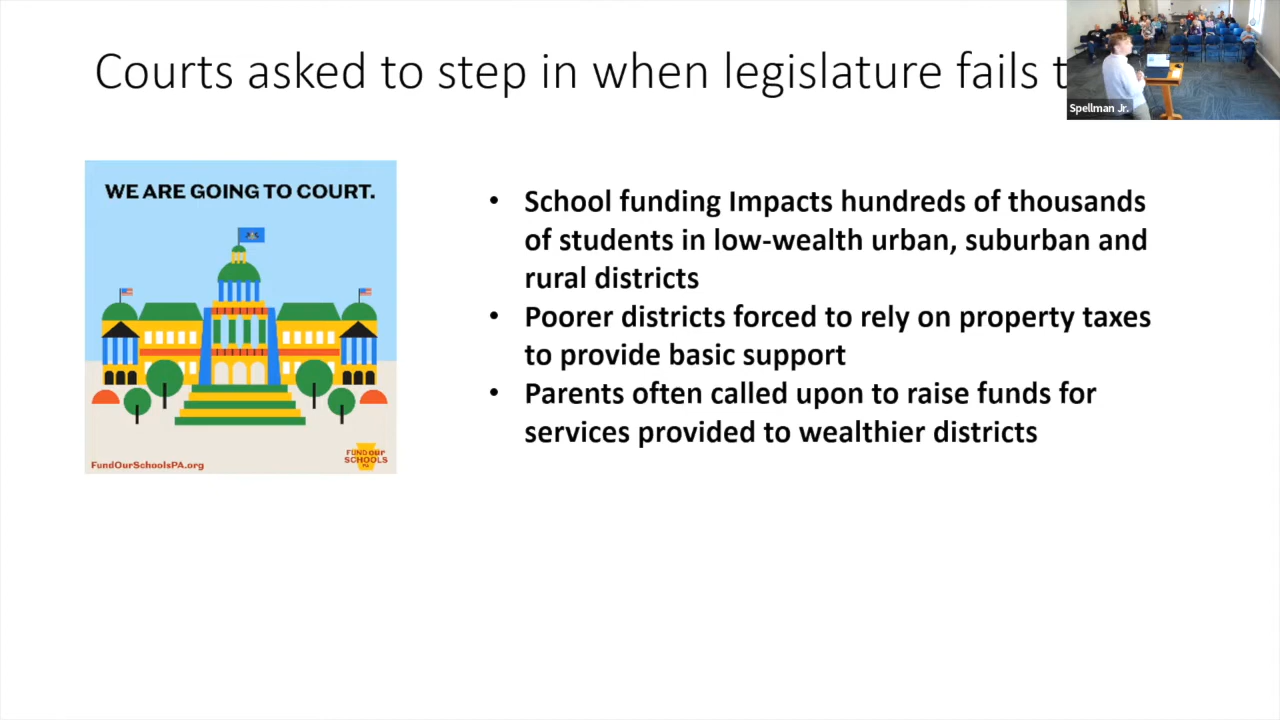 Courts asked to step in when legislature fails t
Spellman Jr.
WE ARE GOING TO COURT.
FundOurSchoolsPA.org
FUND OUR
SCHOOLS
PA
• School funding Impacts hundreds of thousands
of students in low-wealth urban, suburban and
rural districts
• Poorer districts forced to rely on property taxes
to provide basic support
• Parents often called upon to raise funds for
services provided to wealthier districts